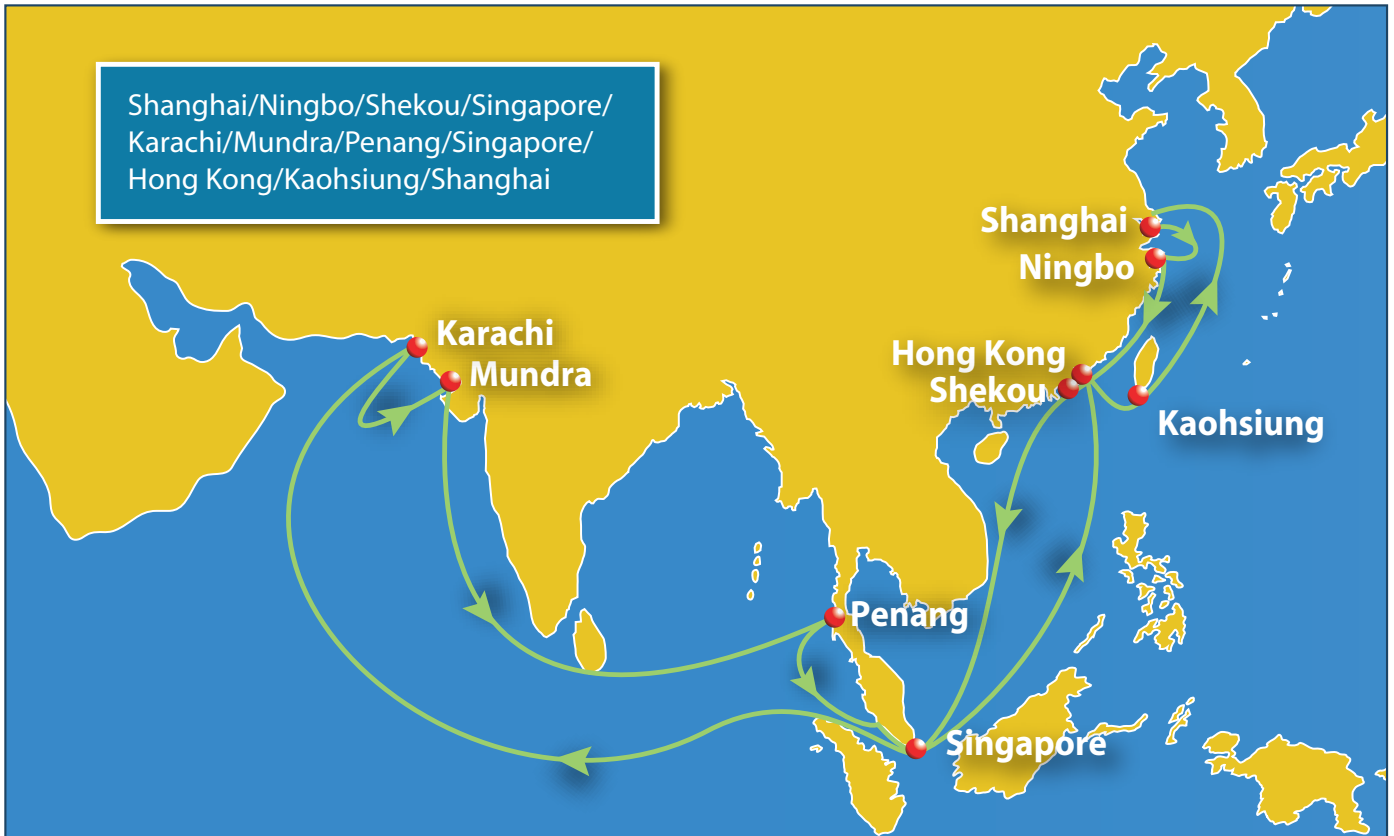 Shanghai/Ningbo/Shekou/Singapore/
Karachi/Mundra/Penang/Singapore/
Hong Kong/Kaohsiung/Shanghai
Shanghai
Ningbo
Karachi
Mundra
Hong Kong
Shekou
Kaohsiung
Penang
Singapore